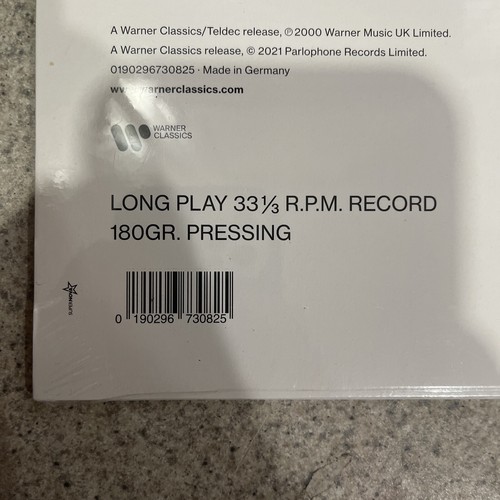 A Warner Classics/Teldec release, ℗2000 Warner Music UK Limited.
A Warner Classics release, © 2021 Parlophone Records Limited.
0190296730825 · Made in Germany
www.warnerclassics.com
WARNER
CLASSICS
LONG PLAY 33⅓ R.P.M. RECORD
180GR. PRESSING
0 190296 730825